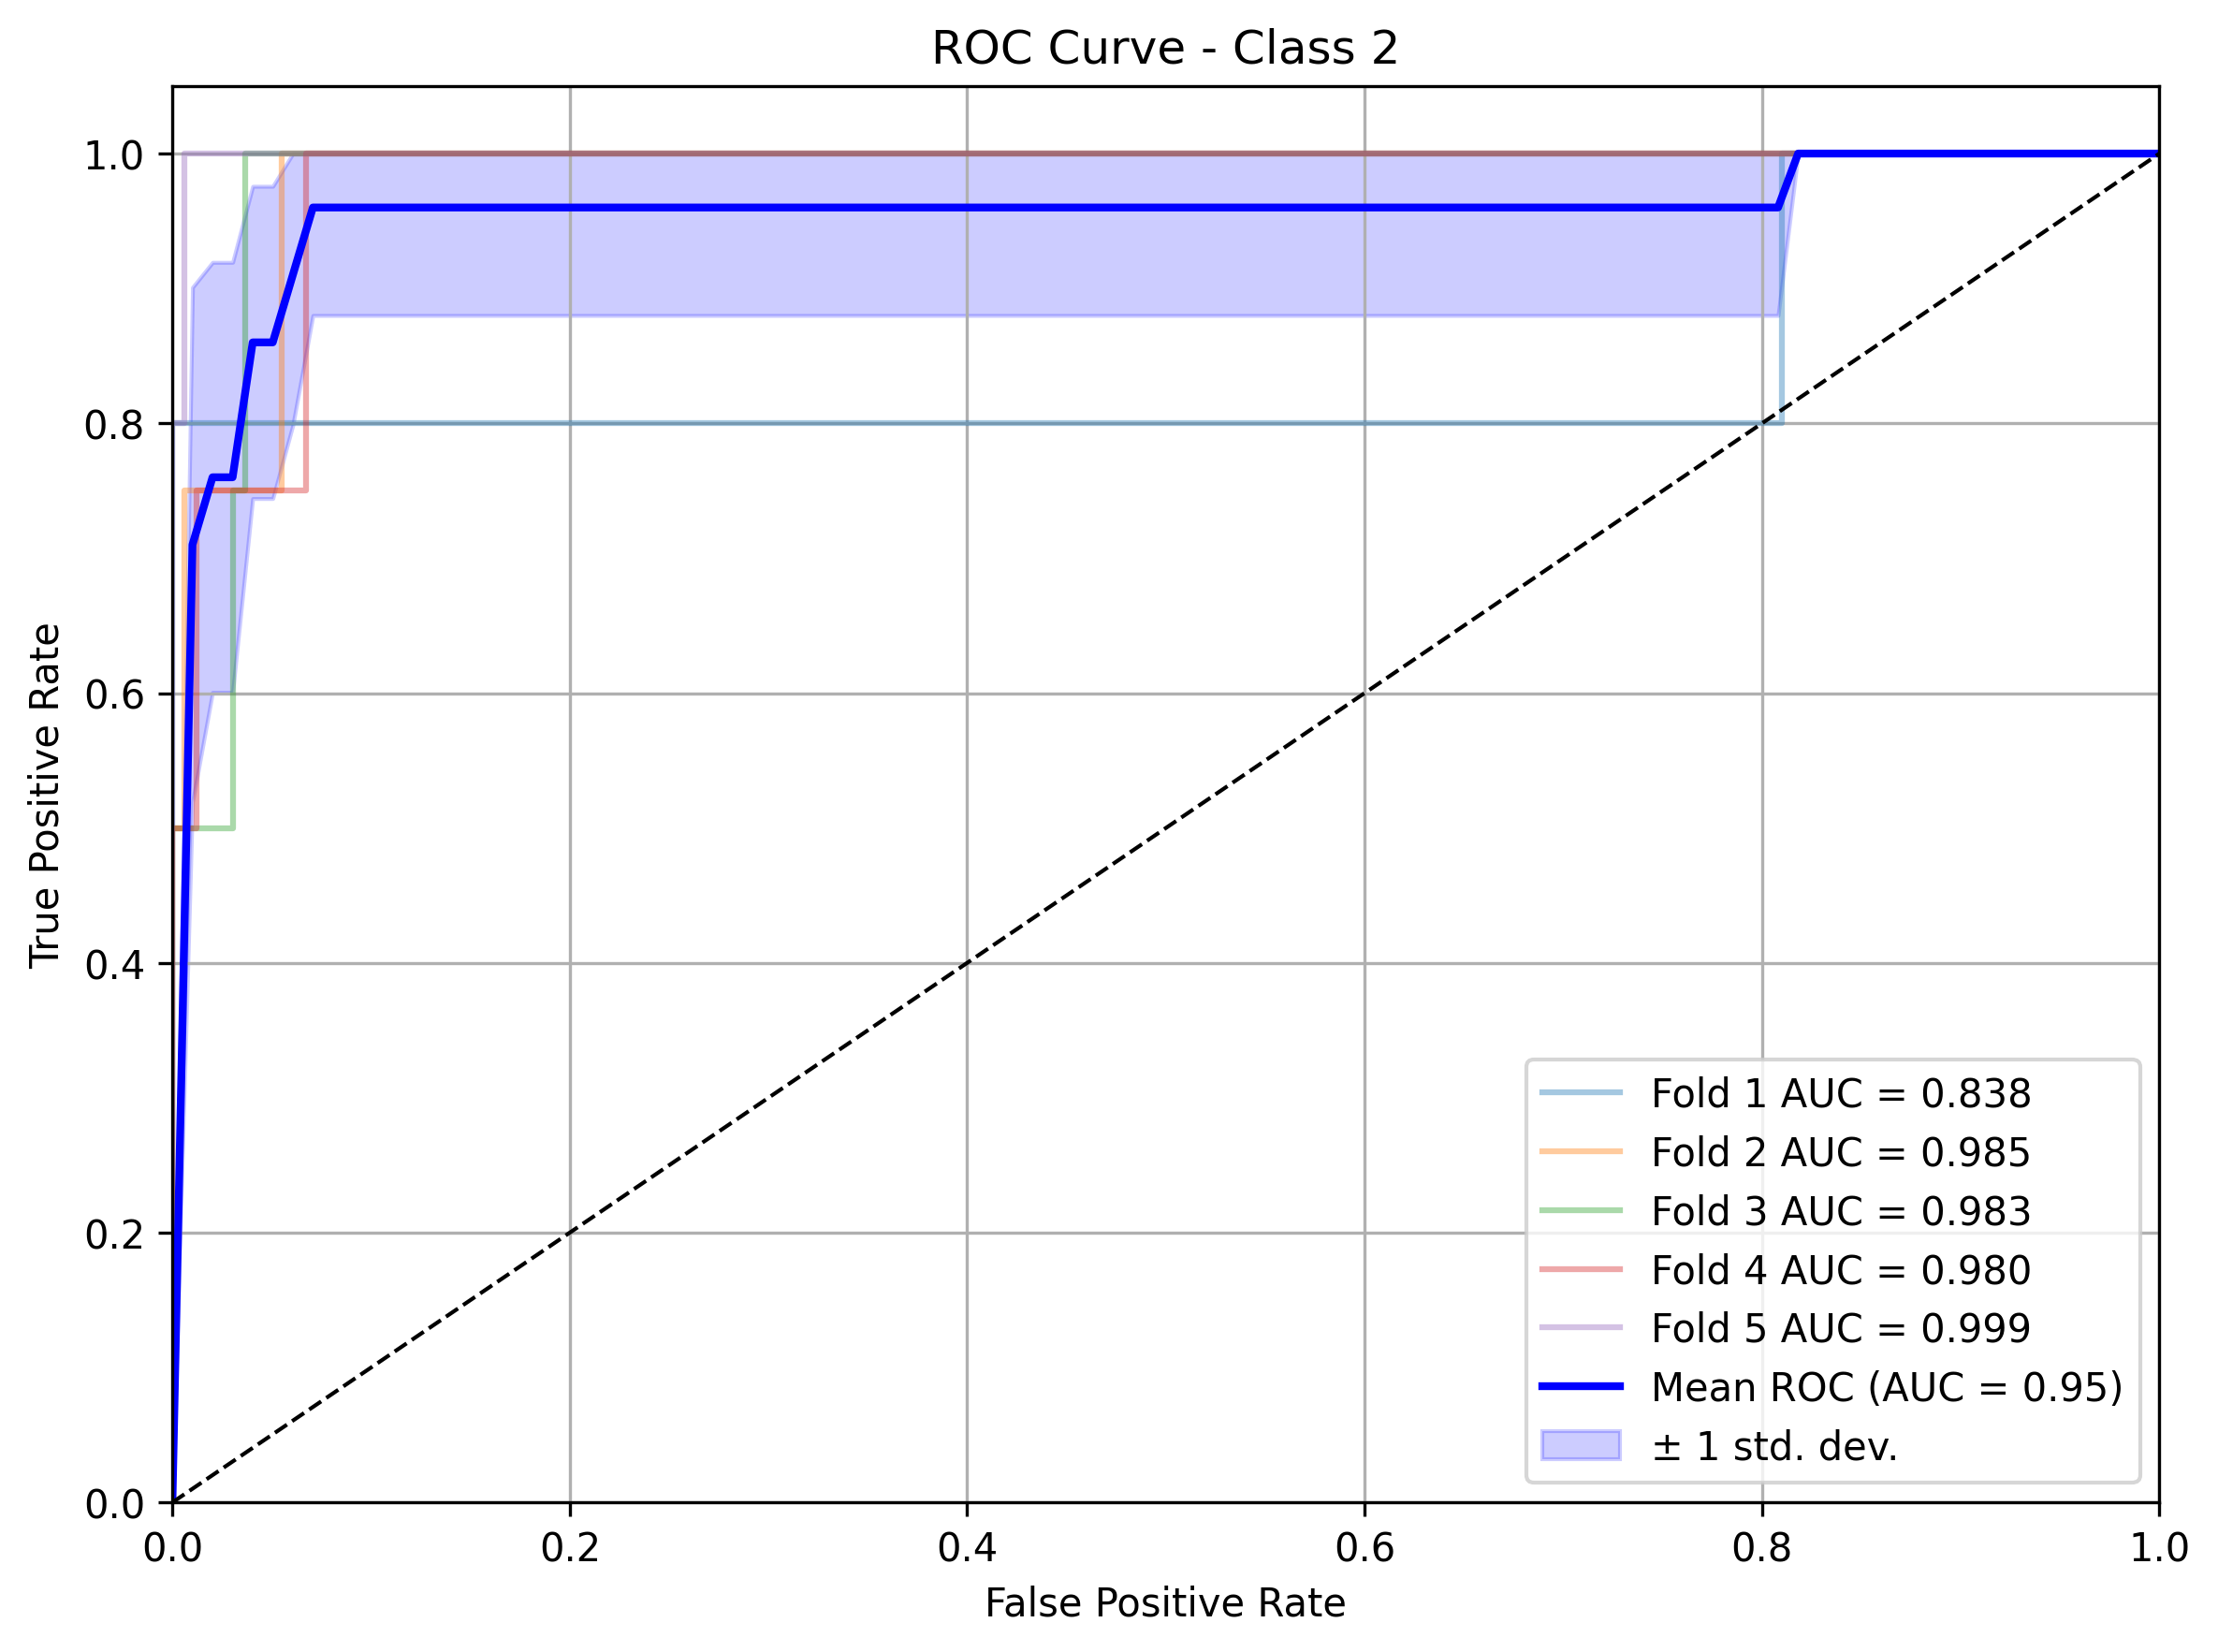 ROC Curve - Class 2
True Positive Rate
1.0
0.8
0.6
0.4
0.2
0.0
0.0 0.2 0.4 0.6 0.8 1.0
False Positive Rate
Fold 1 AUC = 0.838
Fold 2 AUC = 0.985
Fold 3 AUC = 0.983
Fold 4 AUC = 0.980
Fold 5 AUC = 0.999
Mean ROC (AUC = 0.95)
± 1 std. dev.